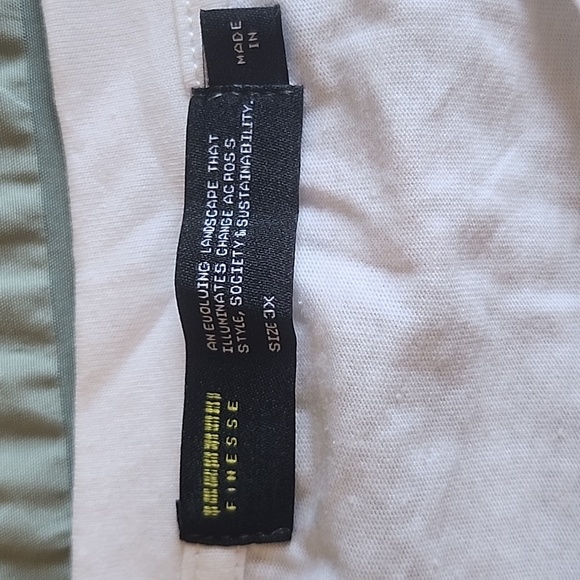 FINESSE
AN EVOLVING LANDSCAPE THAT
ILLUMINATES CHANGE ACROSS
STYLE, SOCIETY & SUSTAINABILITY.
SIZE 3X
MADE
IN